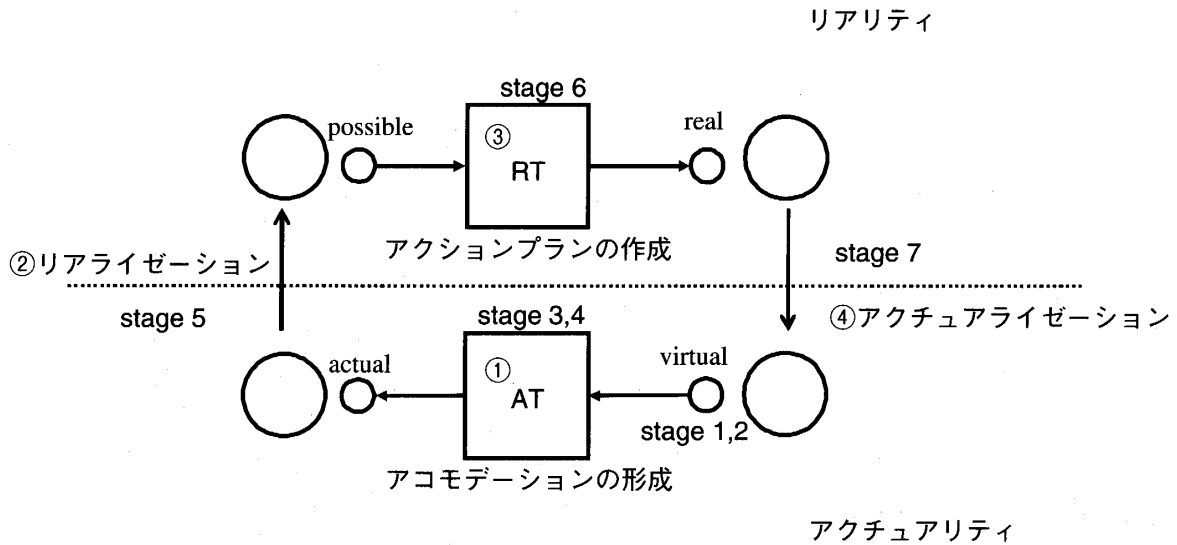 リアリティ
stage 6
possible
③
real
RT
アクションプランの作成
stage 7
②リアライゼーション
stage 5
stage 3,4
④アクチュアライゼーション
actual
①
virtual
AT
stage 1,2
アコモデーションの形成
アクチュアリティ